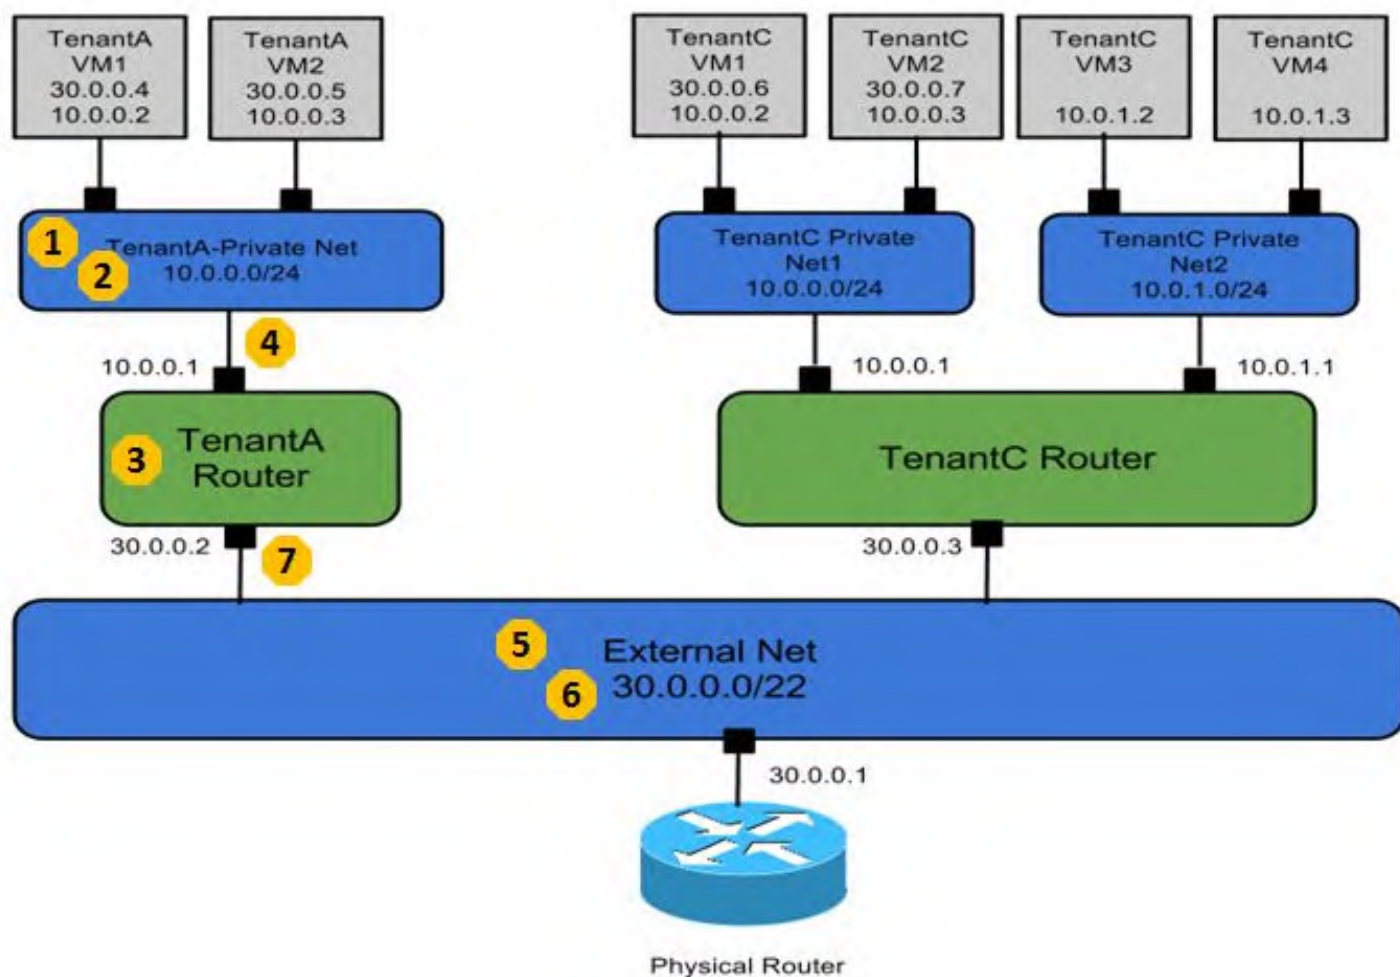 TenantA
VM1
30.0.0.4
10.0.0.2
TenantA
VM2
30.0.0.5
10.0.0.3
TenantC
VM1
30.0.0.6
10.0.0.2
TenantC
VM2
30.0.0.7
10.0.0.3
TenantC
VM3
10.0.1.2
TenantC
VM4
10.0.1.3
1
2
TenantA-Private Net
10.0.0.0/24
TenantC Private
Net1
10.0.0.0/24
TenantC Private
Net2
10.0.1.0/24
4
10.0.0.1
10.0.0.1
10.0.1.1
3
TenantA
Router
TenantC Router
30.0.0.2
7
30.0.0.3
5
6
External Net
30.0.0.0/22
30.0.0.1
Physical Router